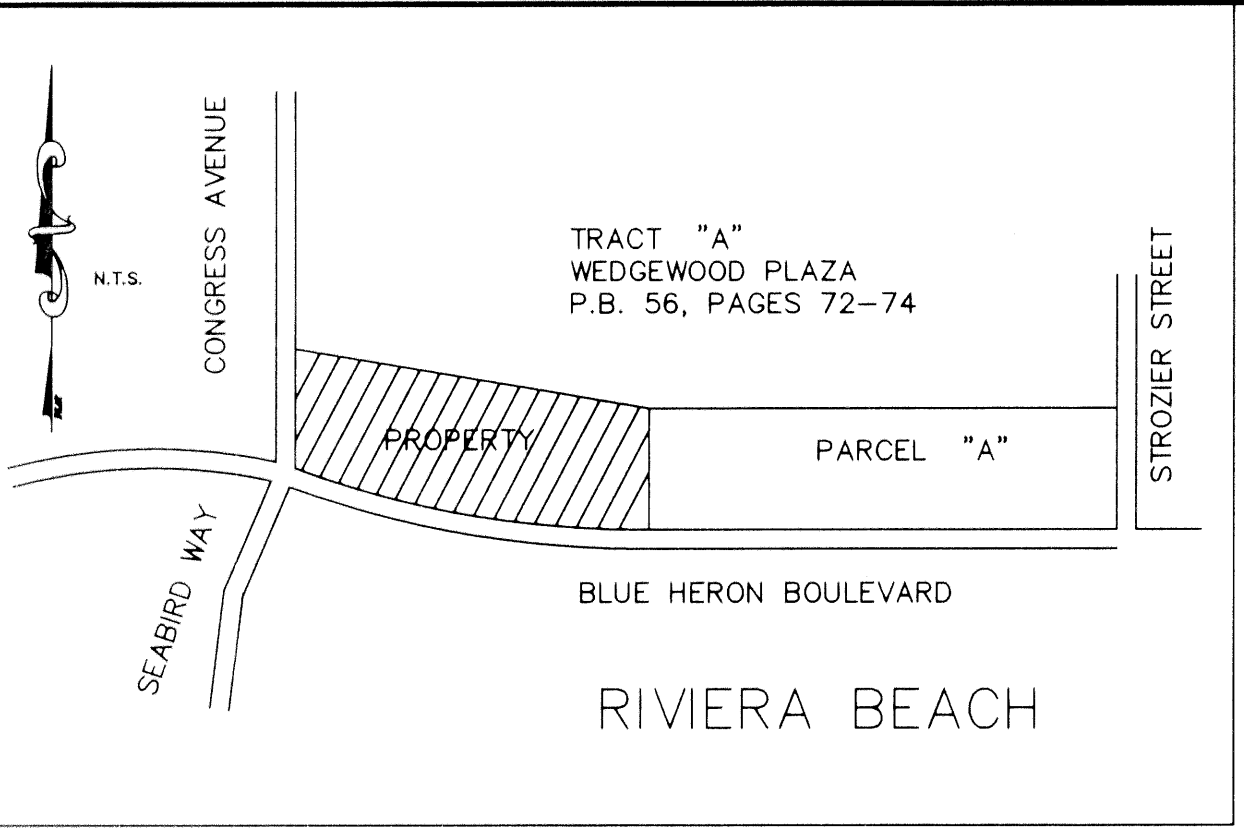 CONGRESS AVENUE
N.T.S.
TRACT "A"
WEDGEWOOD PLAZA
P.B. 56, PAGES 72-74
STROZIER STREET
PROPERTY
PARCEL "A"
SEABIRD WAY
BLUE HERON BOULEVARD
RIVIERA BEACH